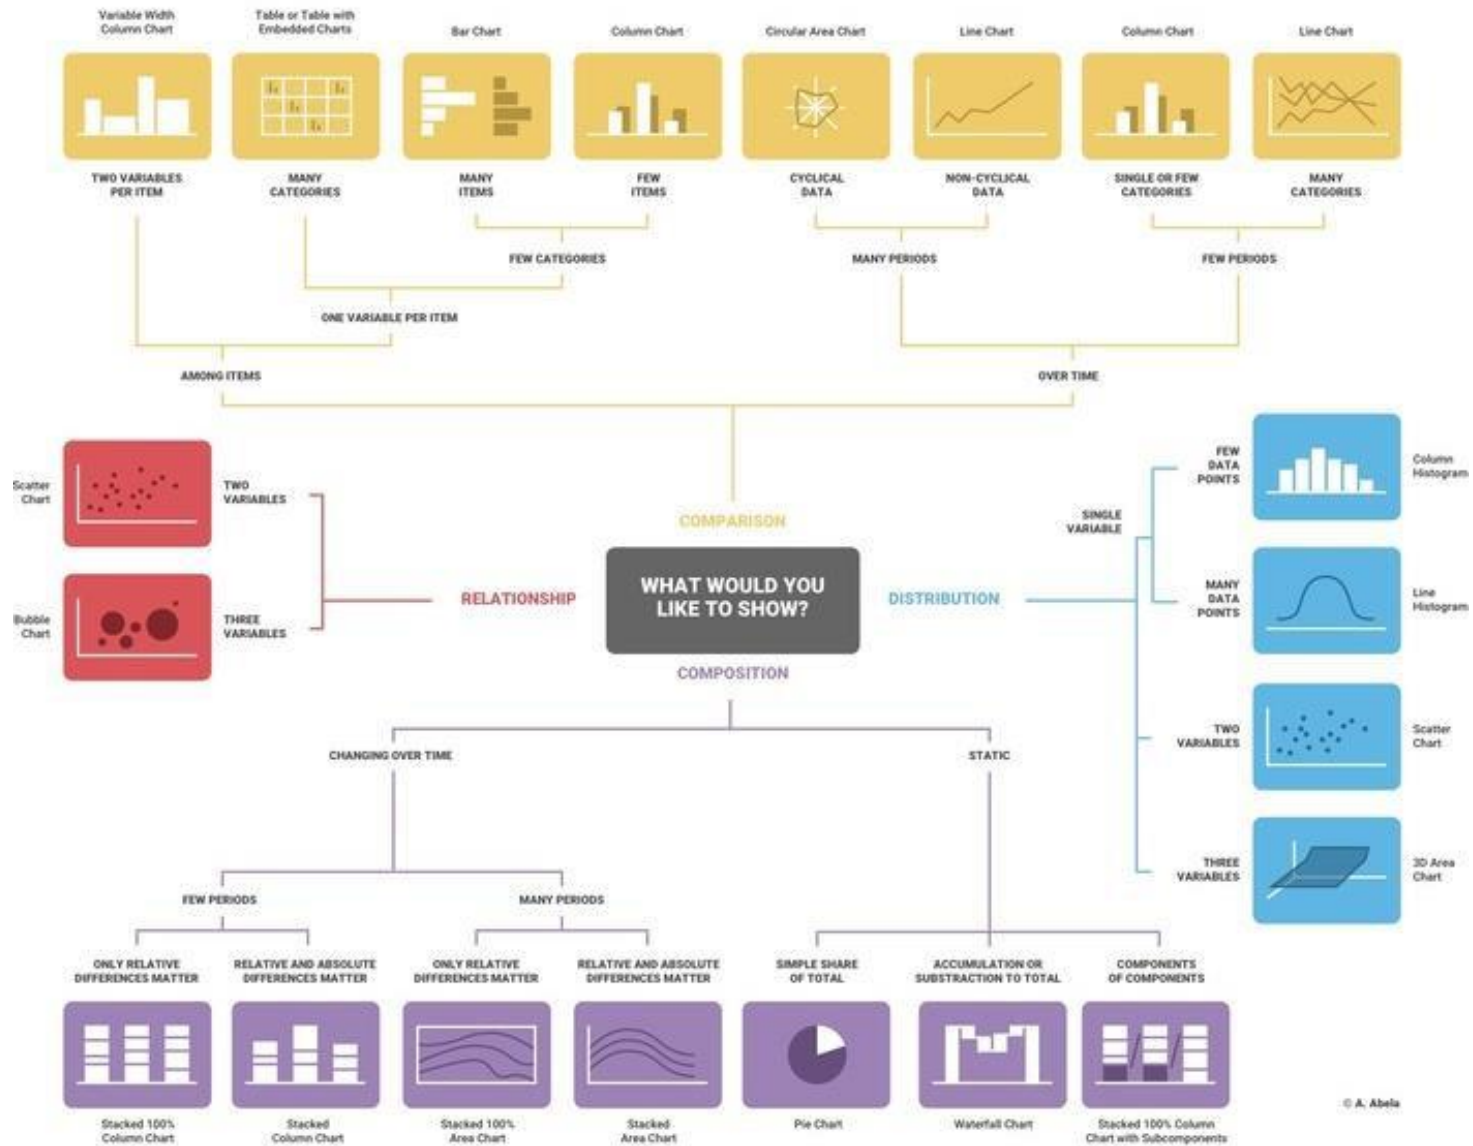 Variable Width
Column Chart
Table or Table with
Embedded Charts
Bar Chart
Column Chart
Circular Area Chart
Line Chart
Column Chart
Line Chart
TWO VARIABLES
PER ITEM
MANY
CATEGORIES
MANY
ITEMS
FEW
ITEMS
CYCLICAL
DATA
NON-CYCLICAL
DATA
SINGLE OR FEW
CATEGORIES
MANY
CATEGORIES
FEW CATEGORIES
MANY PERIODS
FEW PERIODS
ONE VARIABLE PER ITEM
AMONG ITEMS
OVER TIME
Scatter
Chart
TWO
VARIABLES
Bubble
Chart
THREE
VARIABLES
RELATIONSHIP
COMPARISON
WHAT WOULD YOU
LIKE TO SHOW?
COMPOSITION
DISTRIBUTION
SINGLE
VARIABLE
FEW
DATA
POINTS
Column
Histogram
MANY
DATA
POINTS
Line
Histogram
TWO
VARIABLES
Scatter
Chart
THREE
VARIABLES
3D Area
Chart
CHANGING OVER TIME
STATIC
FEW PERIODS
MANY PERIODS
ONLY RELATIVE
DIFFERENCES MATTER
RELATIVE AND ABSOLUTE
DIFFERENCES MATTER
ONLY RELATIVE
DIFFERENCES MATTER
RELATIVE AND ABSOLUTE
DIFFERENCES MATTER
SIMPLE SHARE
OF TOTAL
ACCUMULATION OR
SUBSTRACTION TO TOTAL
COMPONENTS
OF COMPONENTS
Stacked 100%
Column Chart
Stacked
Column Chart
Stacked 100%
Area Chart
Stacked
Area Chart
Pie Chart
Waterfall Chart
Stacked 100% Column
Chart with Subcomponents
© A. Abela